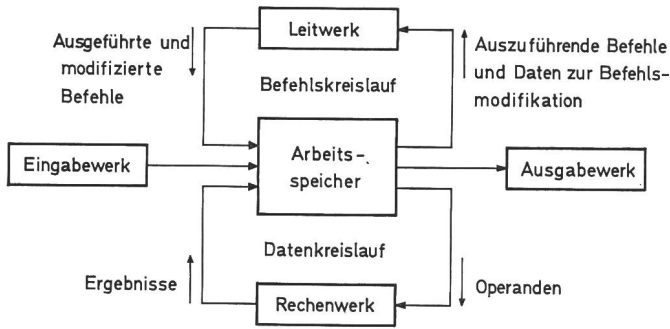 Ausgeführte und
modifizierte
Befehle
Leitwerk
Auszuführende Befehle
und Daten zur Befehls-
modifikation
Befehlskreislauf
Eingabewerk
Arbeits-
speicher
Ausgabewerk
Datenkreislauf
Ergebnisse
Rechenwerk
Operanden